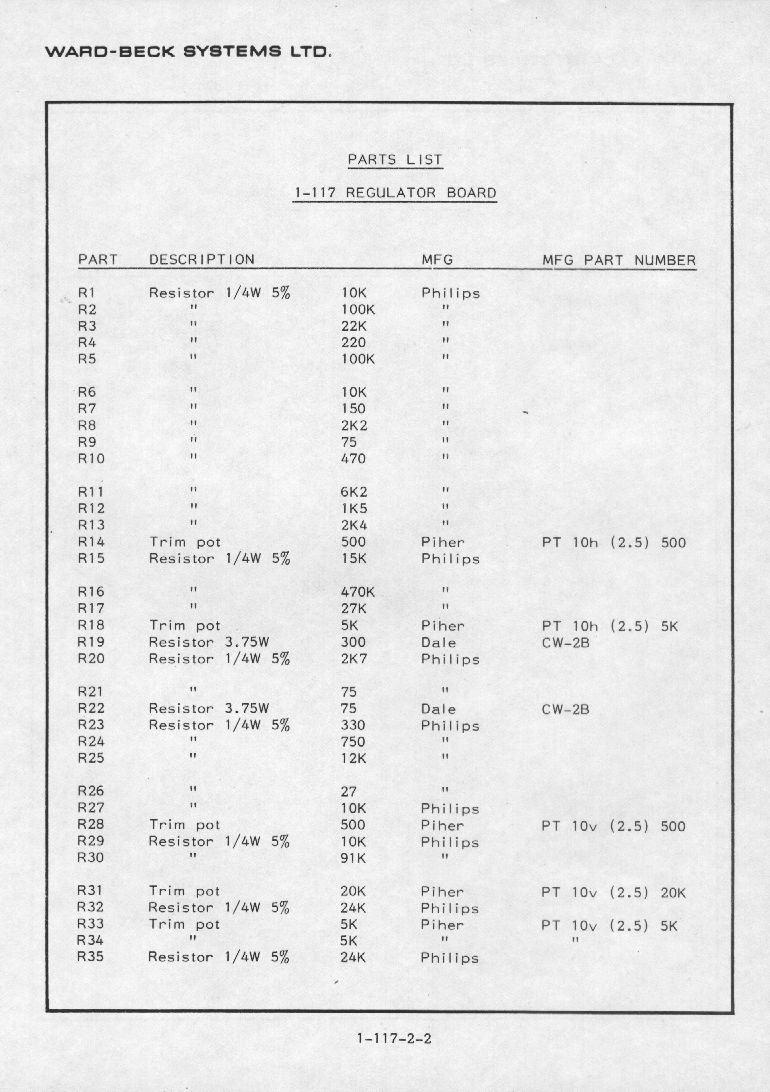 WARD-BECK SYSTEMS LTD.
PARTS LIST
1-117 REGULATOR BOARD
PART DESCRIPTION MFG MFG PART NUMBER
R1 Resistor 1/4W 5% 10K Philips
R2 " 100K "
R3 " 22K "
R4 " 220 "
R5 " 100K "
R6 " 10K "
R7 " 150 "
R8 " 2K2 "
R9 " 75 "
R10 " 470 "
R11 " 6K2 "
R12 " 1K5 "
R13 " 2K4 "
R14 Trim pot 500 Piher PT 10h (2.5) 500
R15 Resistor 1/4W 5% 15K Philips
R16 " 470K "
R17 " 27K "
R18 Trim pot 5K Piher PT 10h (2.5) 5K
R19 Resistor 3.75W 300 Dale CW-2B
R20 Resistor 1/4W 5% 2K7 Philips
R21 " 75 "
R22 Resistor 3.75W 75 Dale CW-2B
R23 Resistor 1/4W 5% 330 Philips
R24 " 750 "
R25 " 12K "
R26 " 27 "
R27 " 10K Philips
R28 Trim pot 500 Piher PT 10v (2.5) 500
R29 Resistor 1/4W 5% 10K Philips
R30 " 91K "
R31 Trim pot 20K Piher PT 10v (2.5) 20K
R32 Resistor 1/4W 5% 24K Philips
R33 Trim pot 5K Piher PT 10v (2.5) 5K
R34 " 5K " "
R35 Resistor 1/4W 5% 24K Philips
1-117-2-2